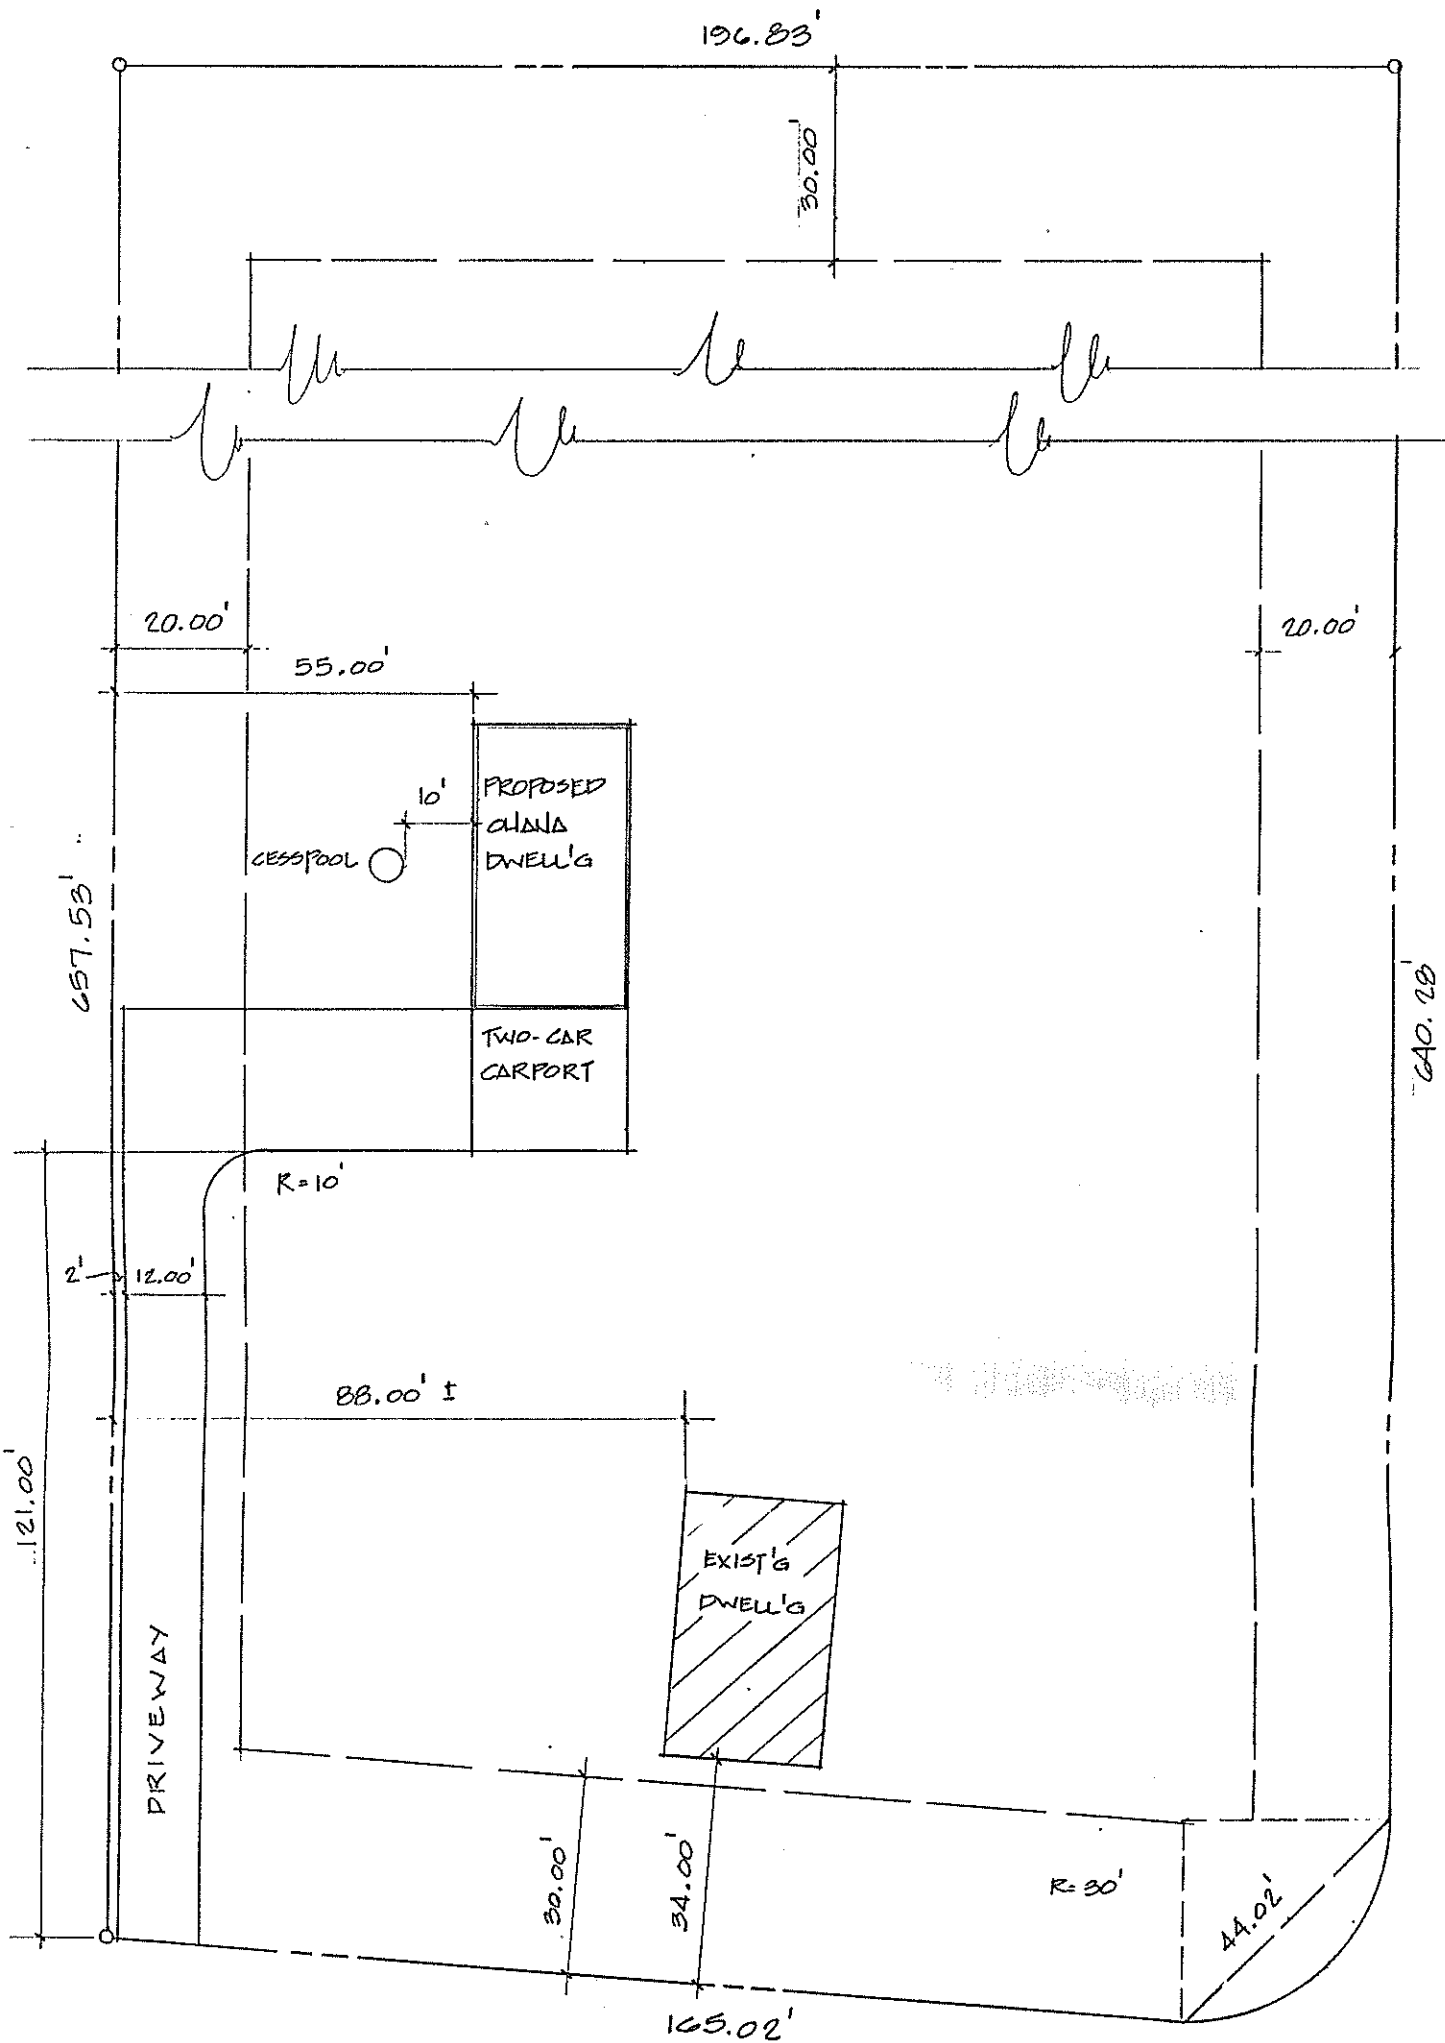 196.83'
30.00'
20.00'
20.00'
55.00'
10'
PROPOSED
OHANA
DWELL'G
CESSPOOL
657.53'
640.28'
TWO-CAR
CARPORT
R=10'
2'
12.00'
88.00' ±
121.00'
EXIST'G
DWELL'G
DRIVEWAY
30.00'
34.00'
R=30'
44.02'
165.02'